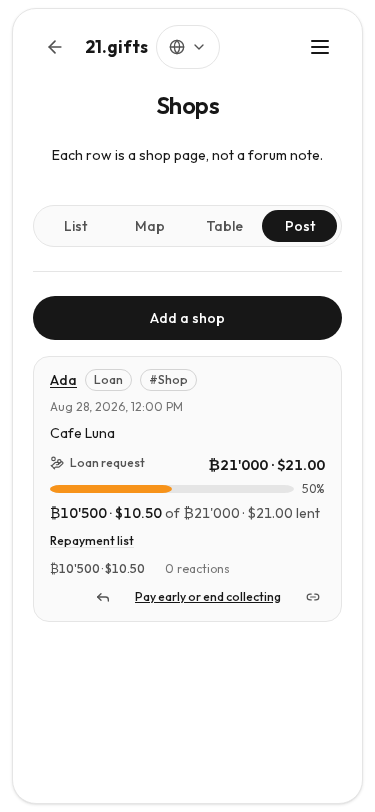 21.gifts
Shops
Each row is a shop page, not a forum note.
List Map Table Post
Add a shop
Ada Loan #Shop
Aug 28, 2026, 12:00 PM
Cafe Luna
Loan request ₿21'000 · $21.00
50%
₿10'500 · $10.50 of ₿21'000 · $21.00 lent
Repayment list
₿10'500 · $10.50 0 reactions
Pay early or end collecting